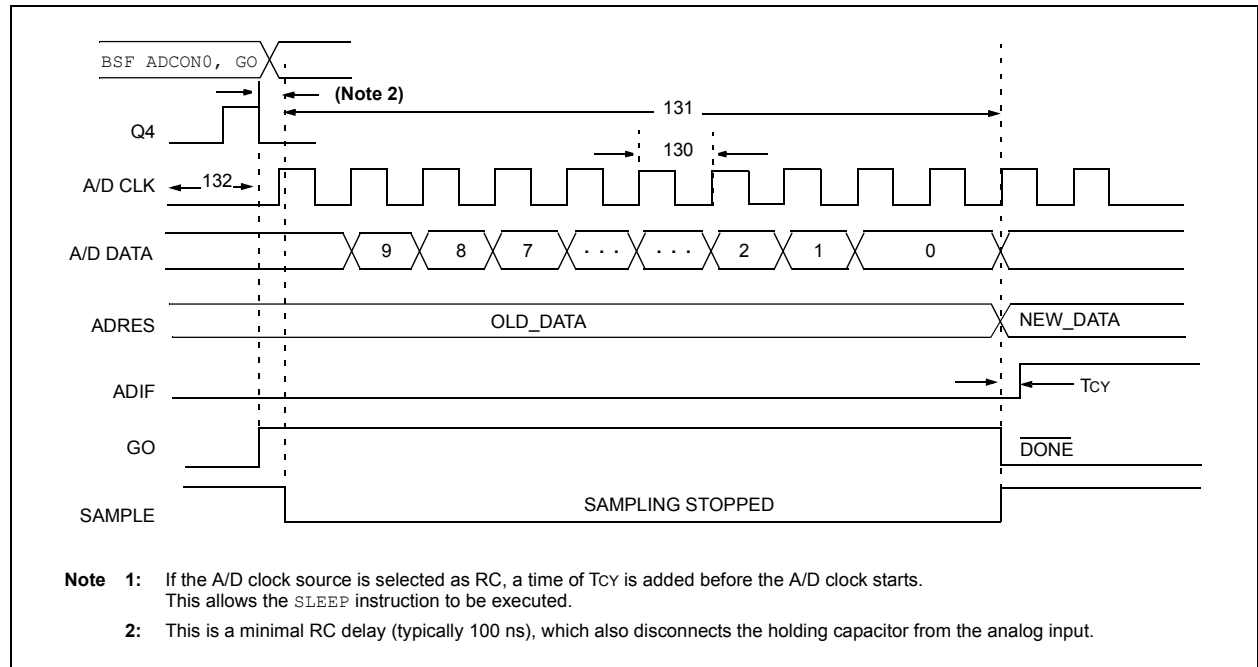 BSF ADCON0, GO
(Note 2)
131
Q4
130
A/D CLK
132
A/D DATA
9 8 7 · · · · · · 2 1 0
ADRES
OLD_DATA
NEW_DATA
ADIF
TCY
GO
DONE
SAMPLE
SAMPLING STOPPED
Note 1: If the A/D clock source is selected as RC, a time of TCY is added before the A/D clock starts.
This allows the SLEEP instruction to be executed.
2: This is a minimal RC delay (typically 100 ns), which also disconnects the holding capacitor from the analog input.